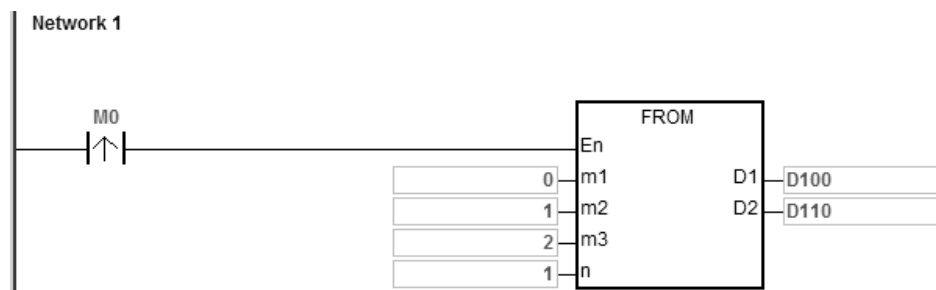 Network 1
M0
FROM
En
0 m1 D1 D100
1 m2 D2 D110
2 m3
1 n